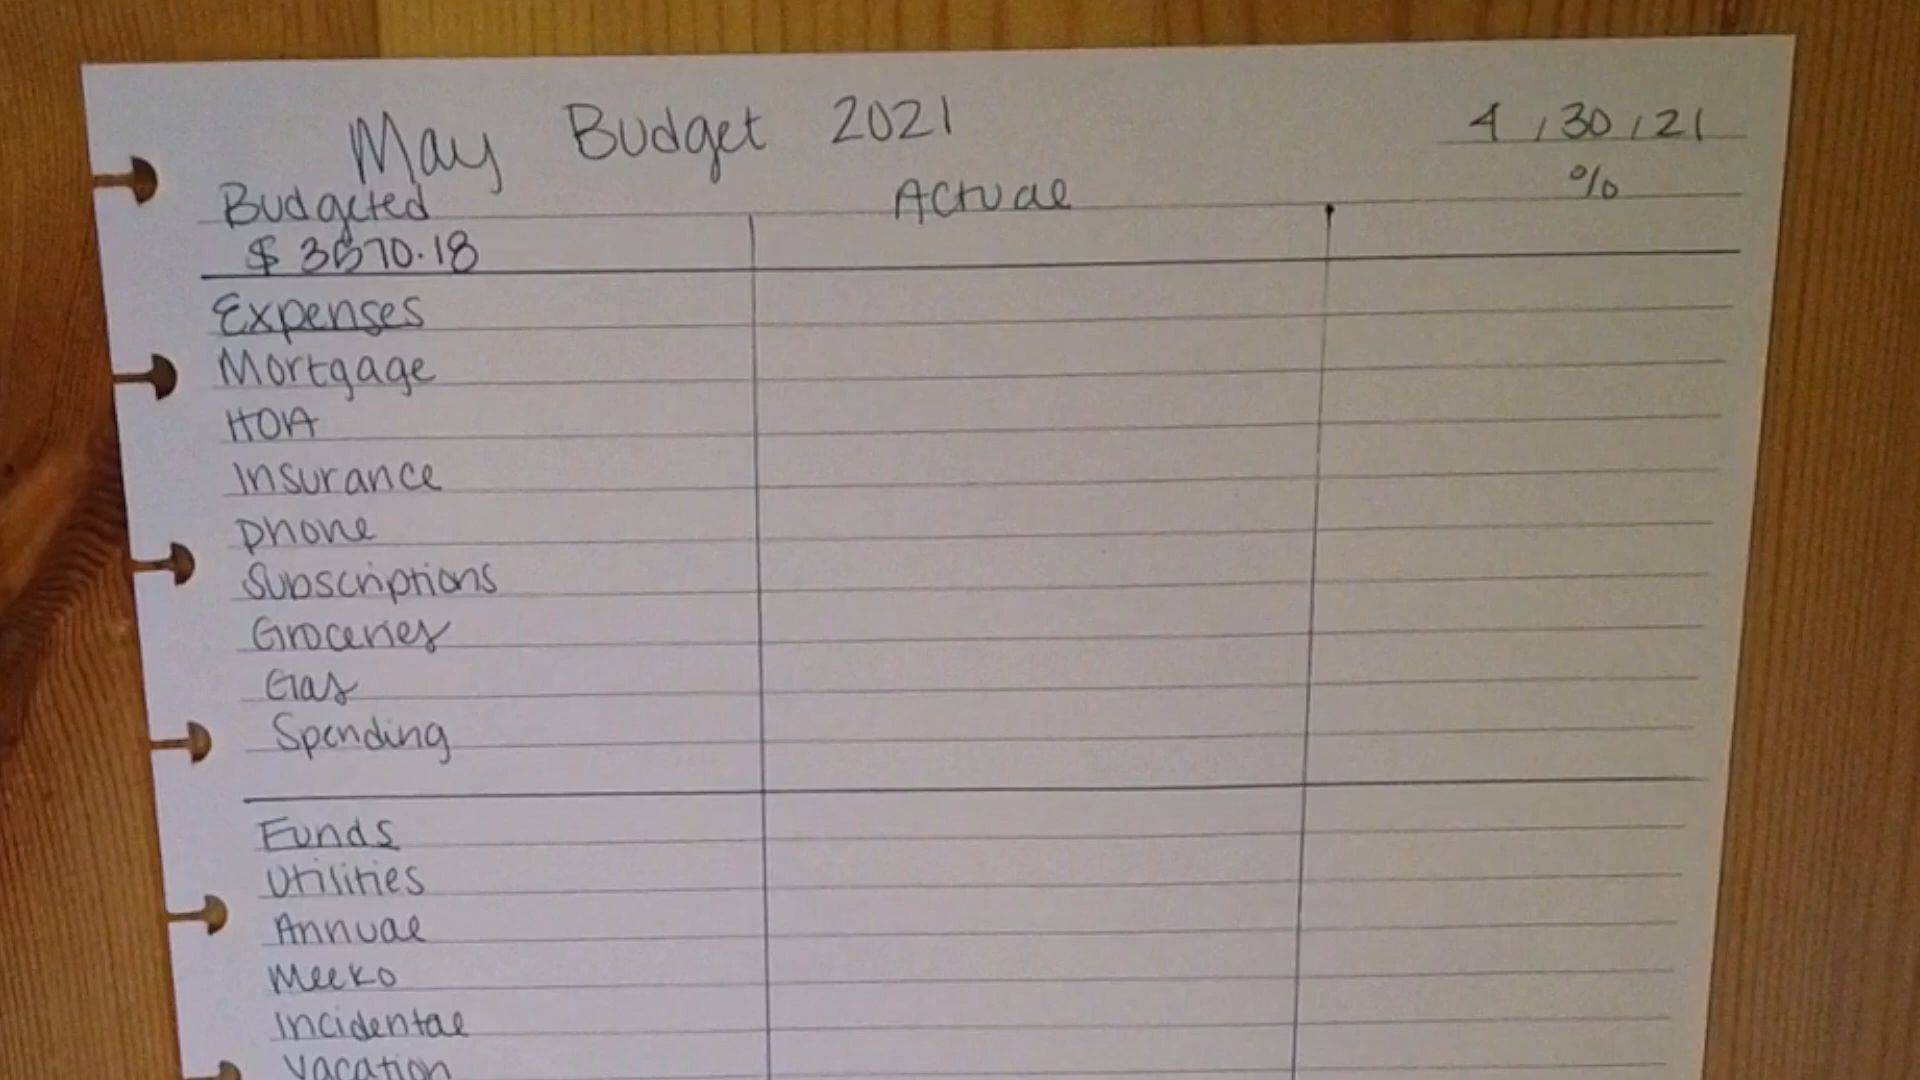 May Budget 2021
4/30/21
Budgeted Actual %
Expenses
Mortgage
HOA
Insurance
Phone
Subscriptions
Groceries
Gas
Spending
Funds
Utilities
Annual
Meeko
Incidental
Vacation